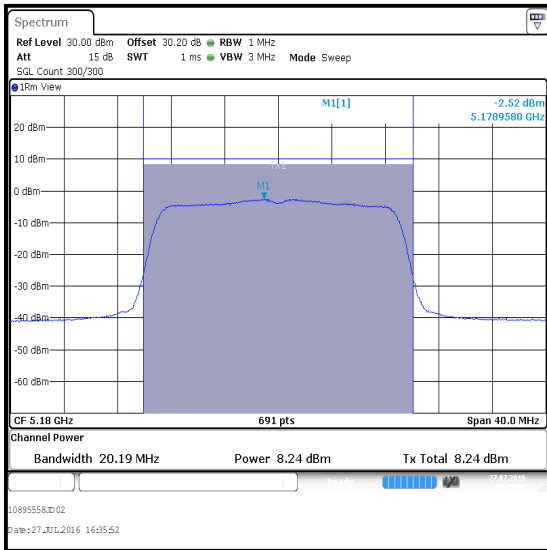 Spectrum
Ref Level 30.00 dBm Offset 30.20 dB RBW 1 MHz
Att 15 dB SWT 1 ms VBW 3 MHz Mode Sweep
SGL Count 300/300
1Rm View
M1[1] -2.52 dBm
5.1789580 GHz
20 dBm
10 dBm
TX1
M1
0 dBm
-10 dBm
-20 dBm
-30 dBm
-40 dBm
-50 dBm
-60 dBm
CF 5.18 GHz 691 pts Span 40.0 MHz
Channel Power
Bandwidth 20.19 MHz Power 8.24 dBm Tx Total 8.24 dBm
Ready 27.07.2016
10895558JD02
Date: 27.JUL.2016 16:35:52